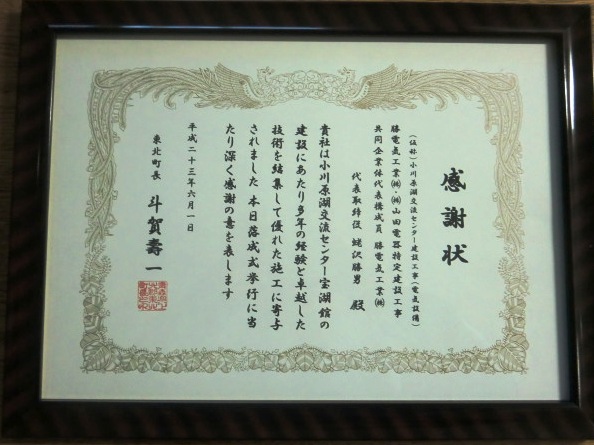 感謝状
(仮称)小川原湖交流センター建設工事(電気設備)
勝電気工業㈱・㈱山田電器特定建設工事
共同企業体代表構成員 勝電気工業㈱
代表取締役 蛯沢勝男 殿
貴社は小川原湖交流センター宝湖館の
建設にあたり多年の経験と卓越した
技術を結集して優れた施工に寄与
されました 本日落成式挙行に当
たり深く感謝の意を表します
平成二十三年六月一日
東北町長 斗賀壽一